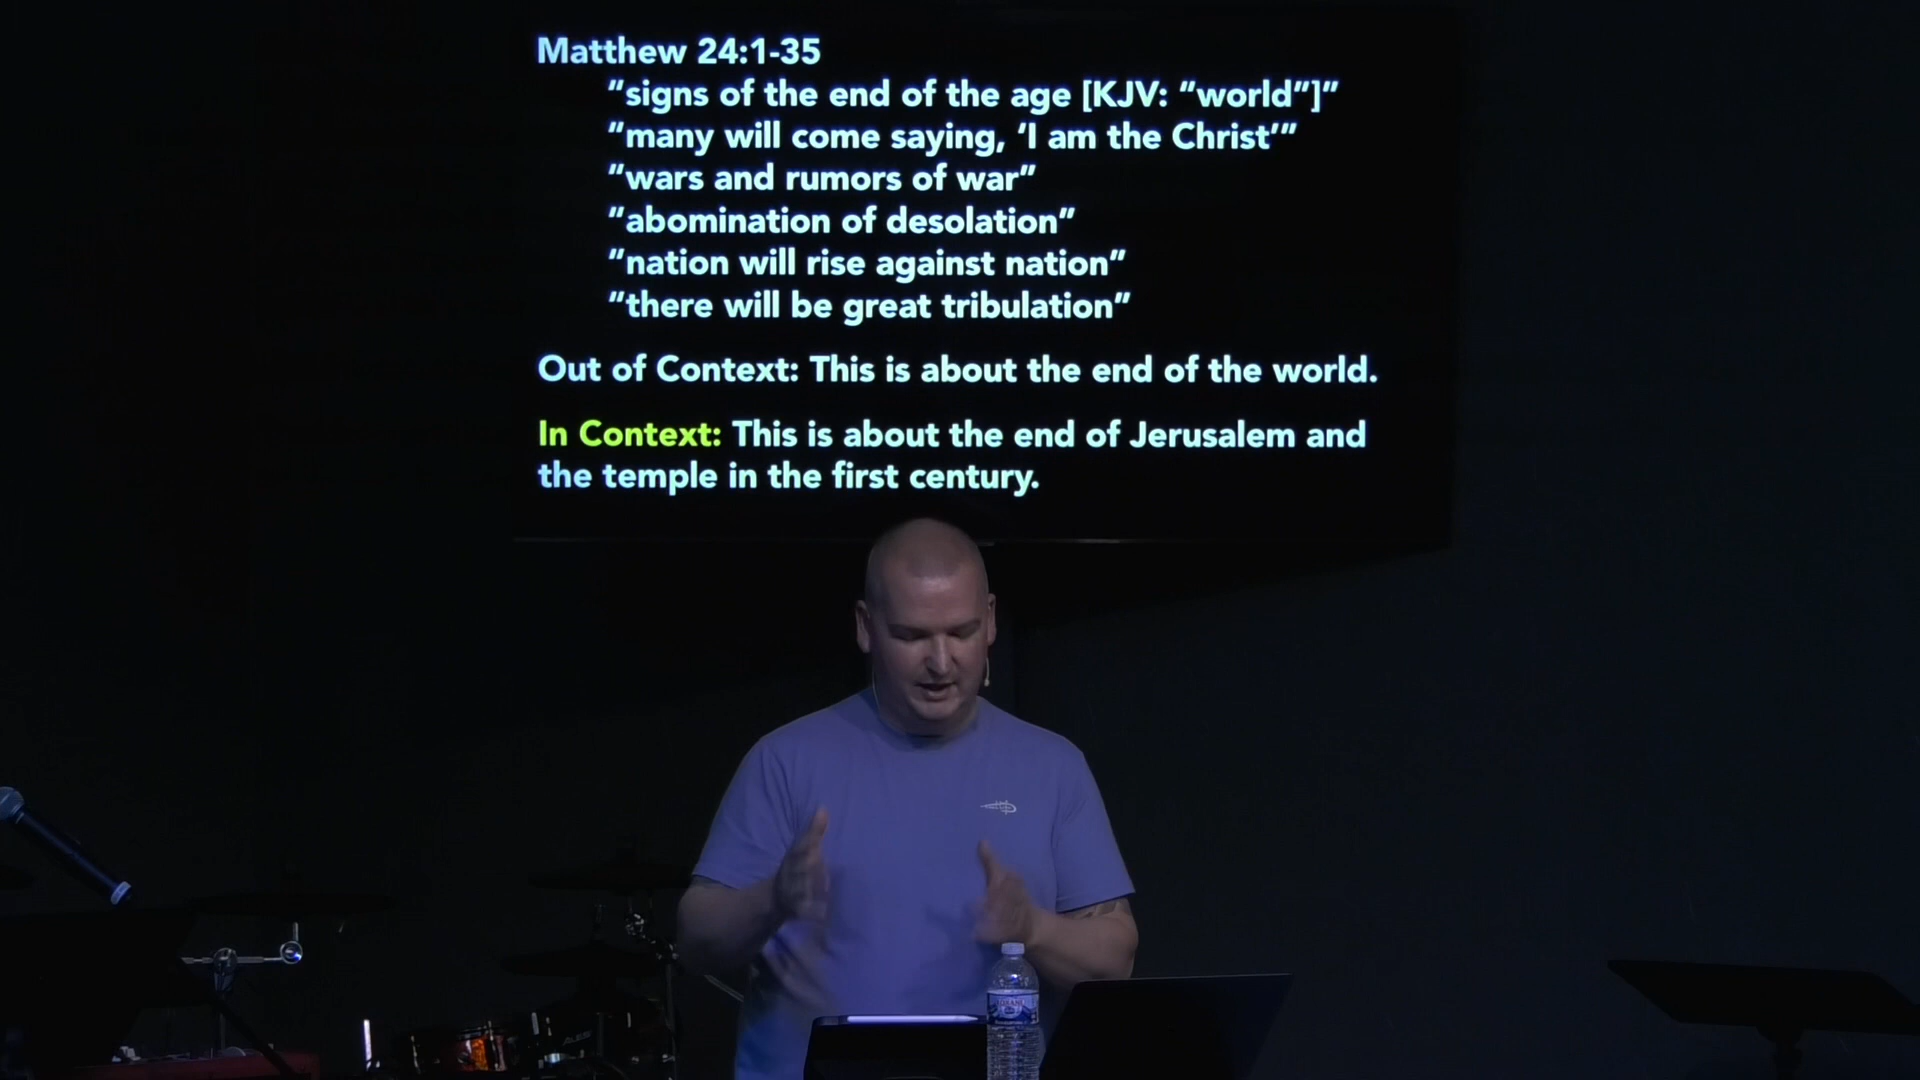 Matthew 24:1-35
“signs of the end of the age [KJV: “world”]”
“many will come saying, ‘I am the Christ’”
“wars and rumors of war”
“abomination of desolation”
“nation will rise against nation”
“there will be great tribulation”
Out of Context: This is about the end of the world.
In Context: This is about the end of Jerusalem and
the temple in the first century.